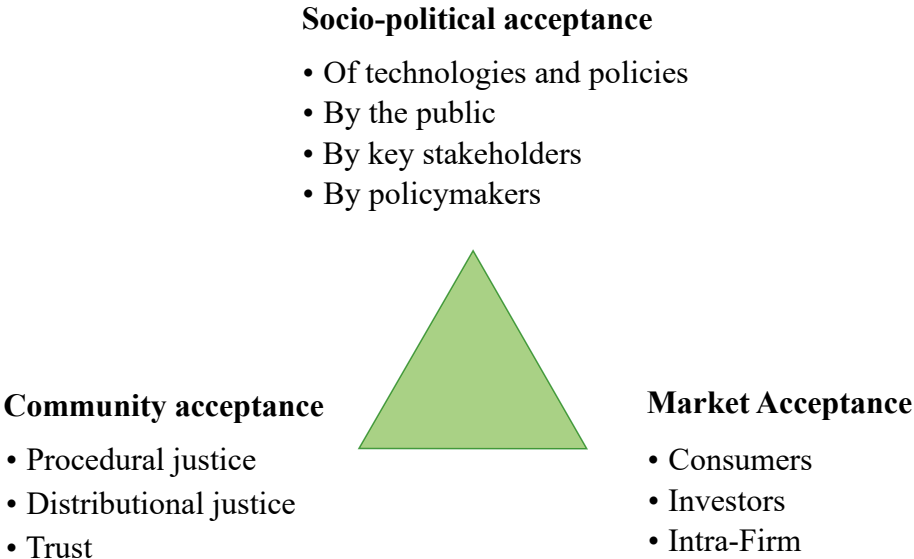 Socio-political acceptance
• Of technologies and policies
• By the public
• By key stakeholders
• By policymakers
Community acceptance
• Procedural justice
• Distributional justice
• Trust
Market Acceptance
• Consumers
• Investors
• Intra-Firm